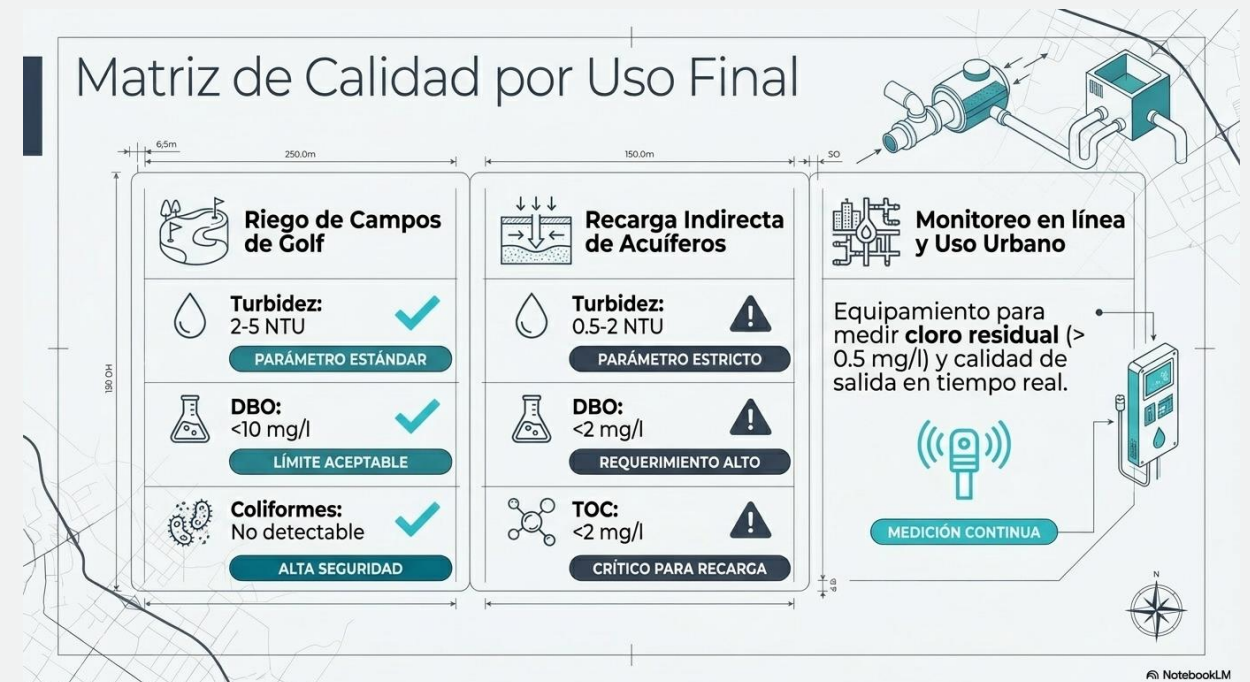 Matriz de Calidad por Uso Final
6,5m
250.0m
150.0m
SO
Riego de Campos
de Golf
Turbidez:
2-5 NTU
PARÁMETRO ESTÁNDAR
DBO:
<10 mg/l
LÍMITE ACEPTABLE
Coliformes:
No detectable
ALTA SEGURIDAD
Recarga Indirecta
de Acuíferos
Turbidez:
0.5-2 NTU
PARÁMETRO ESTRICTO
DBO:
<2 mg/l
REQUERIMIENTO ALTO
TOC:
<2 mg/l
CRÍTICO PARA RECARGA
Monitoreo en línea
y Uso Urbano
Equipamiento para
medir cloro residual (>
0.5 mg/l) y calidad de
salida en tiempo real.
MEDICIÓN CONTINUA
N
NotebookLM